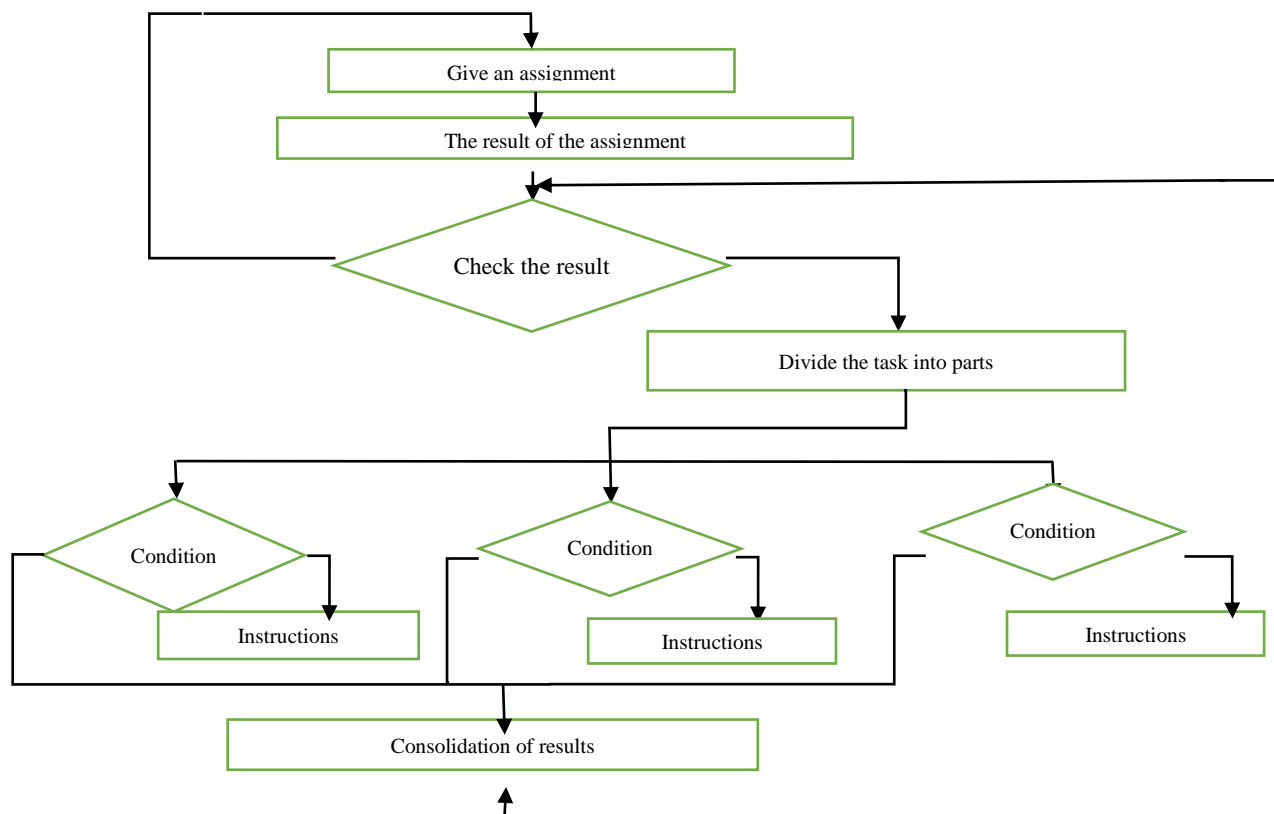 Give an assignment
The result of the assignment
Check the result
Divide the task into parts
Condition
Condition
Condition
Instructions
Instructions
Instructions
Consolidation of results